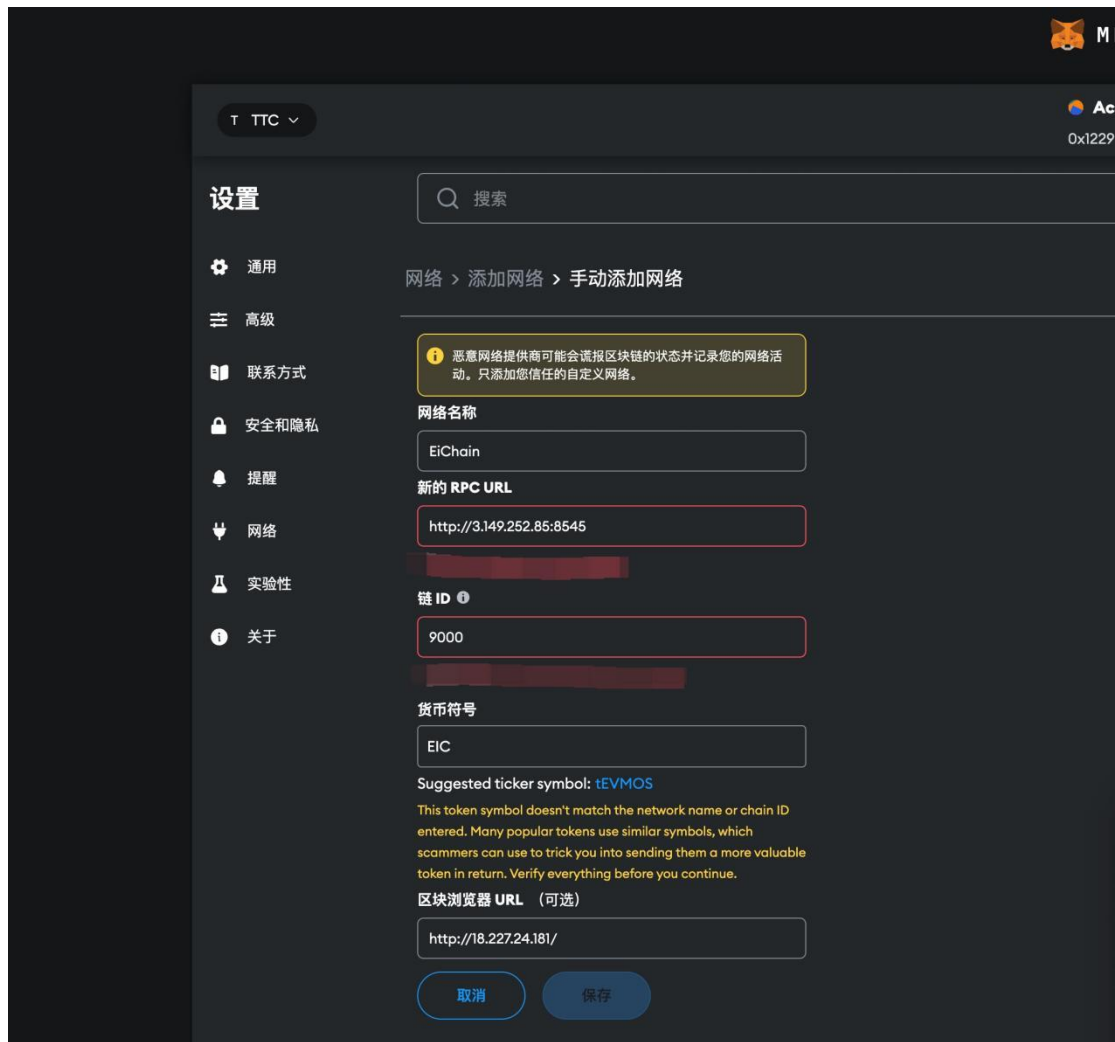 M
T TTC
Ac
0x1229
设置
搜索
通用
网络 > 添加网络 > 手动添加网络
高级
恶意网络提供商可能会谎报区块链的状态并记录您的网络活
动。只添加您信任的自定义网络。
联系方式
网络名称
安全和隐私
EiChain
提醒
新的 RPC URL
网络
http://3.149.252.85:8545
实验性
链 ID
关于
9000
货币符号
EIC
Suggested ticker symbol: tEVMOS
This token symbol doesn't match the network name or chain ID
entered. Many popular tokens use similar symbols, which
scammers can use to trick you into sending them a more valuable
token in return. Verify everything before you continue.
区块浏览器 URL （可选）
http://18.227.24.181/
取消
保存